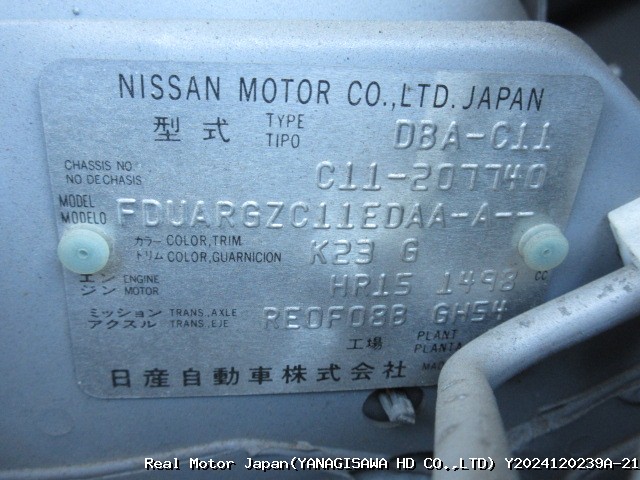 NISSAN MOTOR CO.,LTD.JAPAN
型式 TYPE TIPO DBA-C11
CHASSIS NO. NO DE CHASIS C11-207740
MODEL MODELO FDUARGZC11EDAA-A--
カラー COLOR,TRIM トリム COLOR,GUARNICION K23 G
エンジン ENGINE MOTOR HR15 1498 CC
ミッション アクスル TRANS.,AXLE TRANS.,EJE RE0F08B GH54
工場 PLANT PLANTA
日産自動車株式会社
Real Motor Japan(YANAGISAWA HD CO.,LTD) Y2024120239A-21